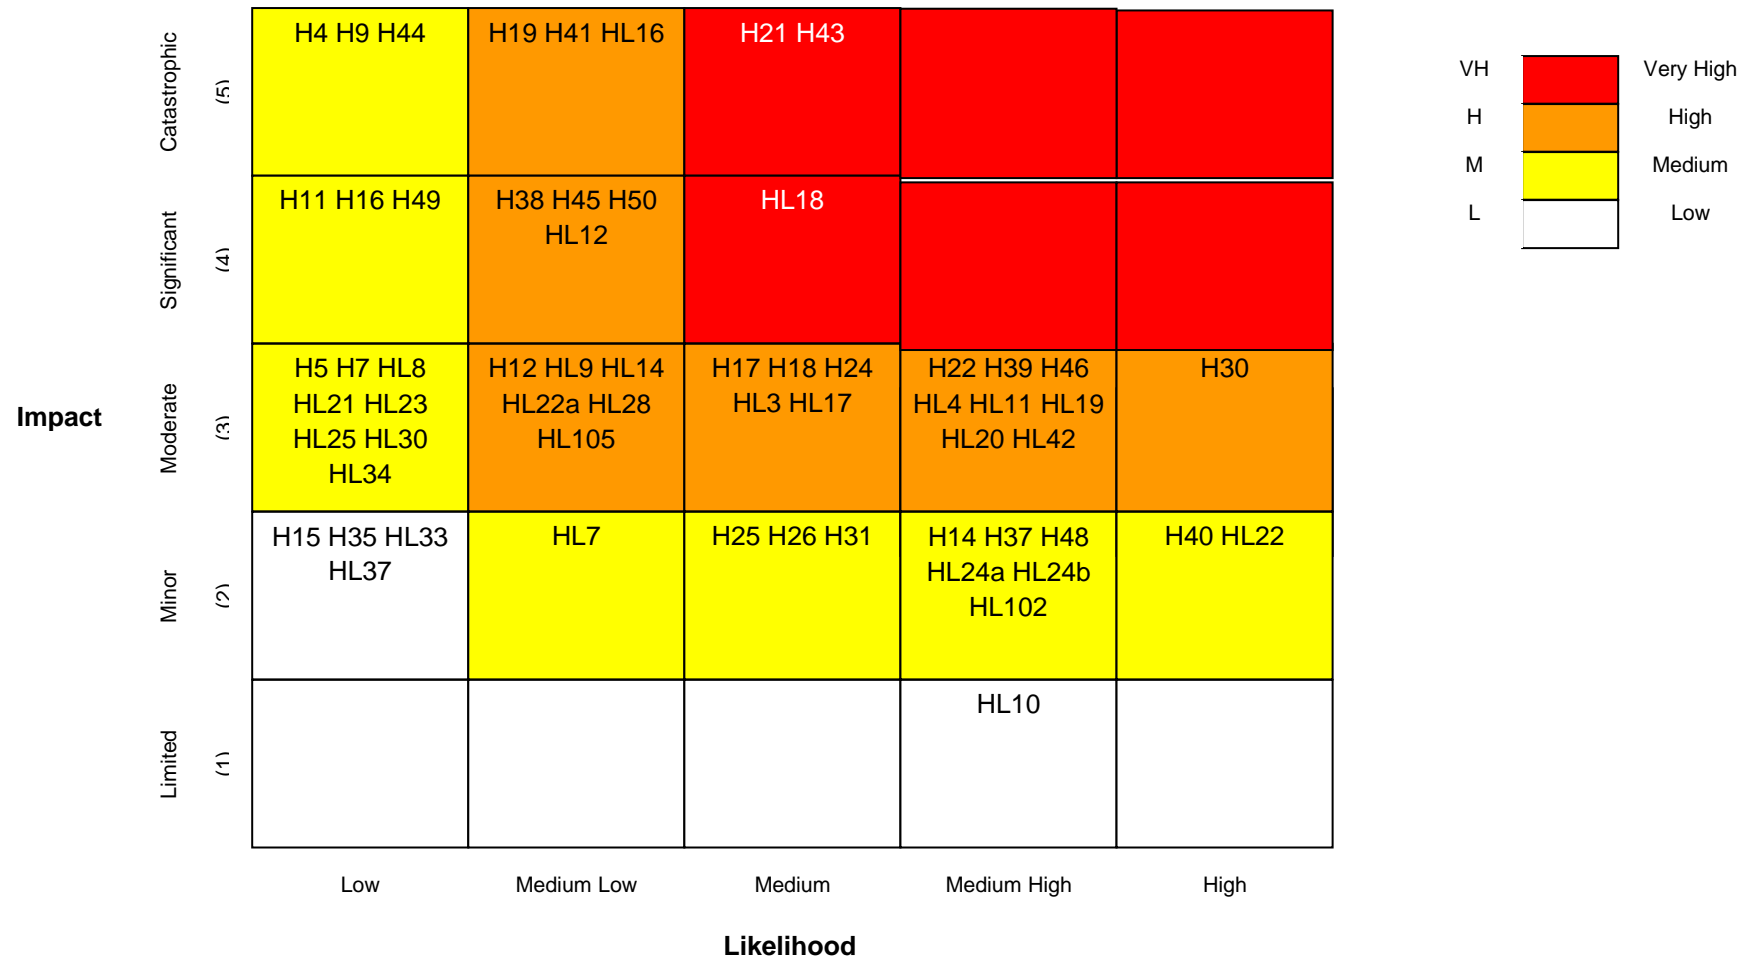 Catastrophic
(5)
H4 H9 H44
H19 H41 HL16
H21 H43
Significant
(4)
H11 H16 H49
H38 H45 H50
HL12
HL18
Impact
Moderate
(3)
H5 H7 HL8
HL21 HL23
HL25 HL30
HL34
H12 HL9 HL14
HL22a HL28
HL105
H17 H18 H24
HL3 HL17
H22 H39 H46
HL4 HL11 HL19
HL20 HL42
H30
Minor
(2)
H15 H35 HL33
HL37
HL7
H25 H26 H31
H14 H37 H48
HL24a HL24b
HL102
H40 HL22
Limited
(1)
HL10
Low
Medium Low
Medium
Medium High
High
Likelihood
VH
Very High
H
High
M
Medium
L
Low